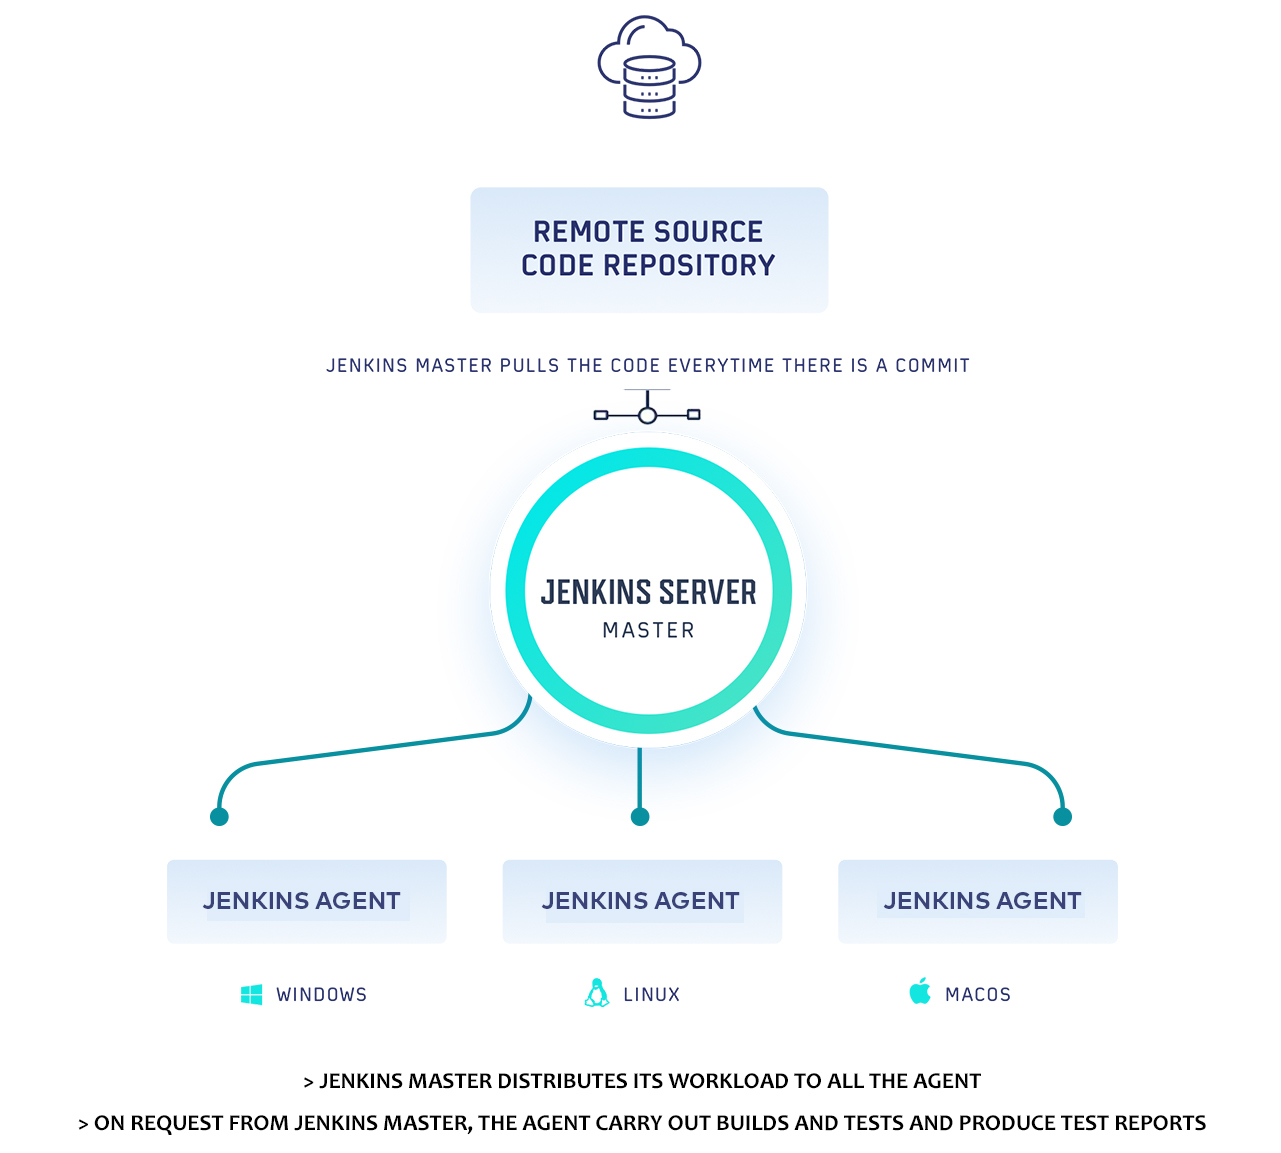 REMOTE SOURCE
CODE REPOSITORY
JENKINS MASTER PULLS THE CODE EVERYTIME THERE IS A COMMIT
JENKINS SERVER
MASTER
JENKINS AGENT
JENKINS AGENT
JENKINS AGENT
WINDOWS
LINUX
MACOS
> JENKINS MASTER DISTRIBUTES ITS WORKLOAD TO ALL THE AGENT
> ON REQUEST FROM JENKINS MASTER, THE AGENT CARRY OUT BUILDS AND TESTS AND PRODUCE TEST REPORTS